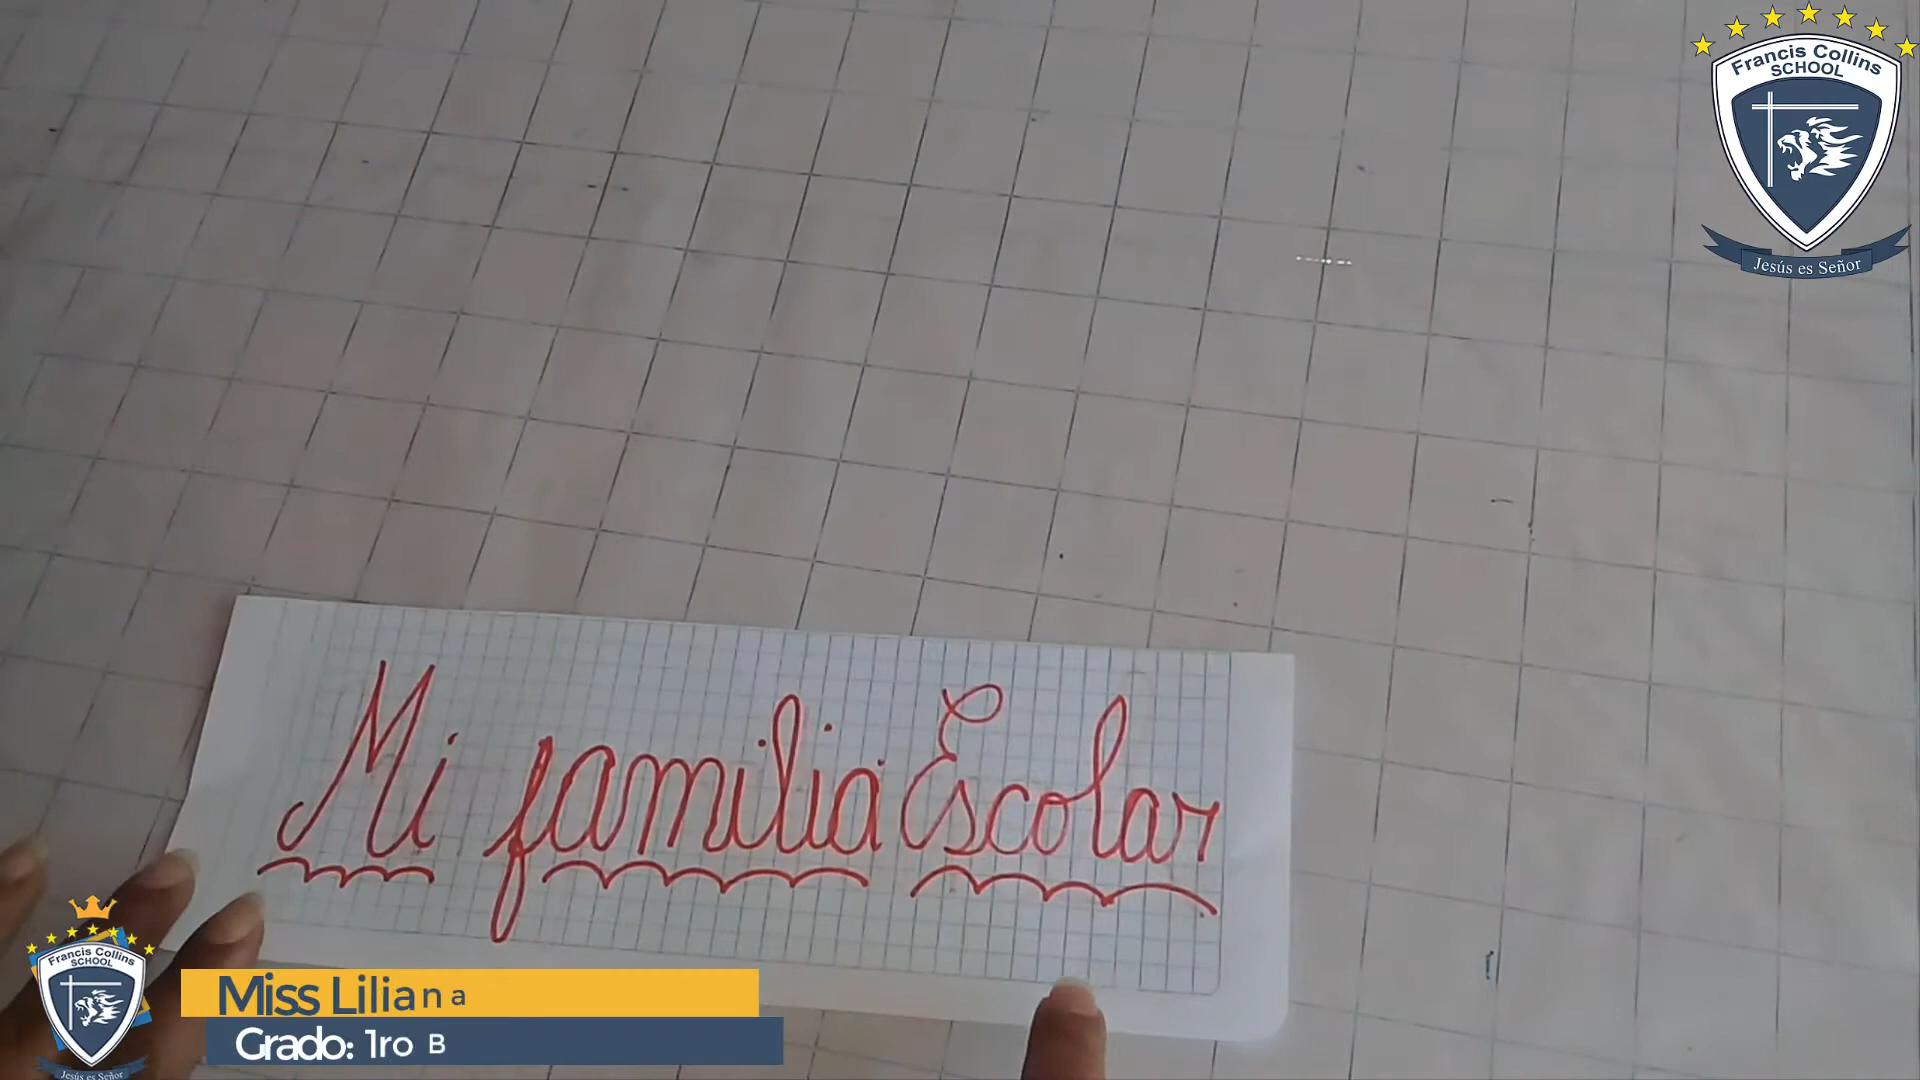 Francis Collins
SCHOOL
Jesús es Señor
Mi familia Escolar
Francis Collins
SCHOOL
Jesús es Señor
Miss Liliana
Grado: 1ro B